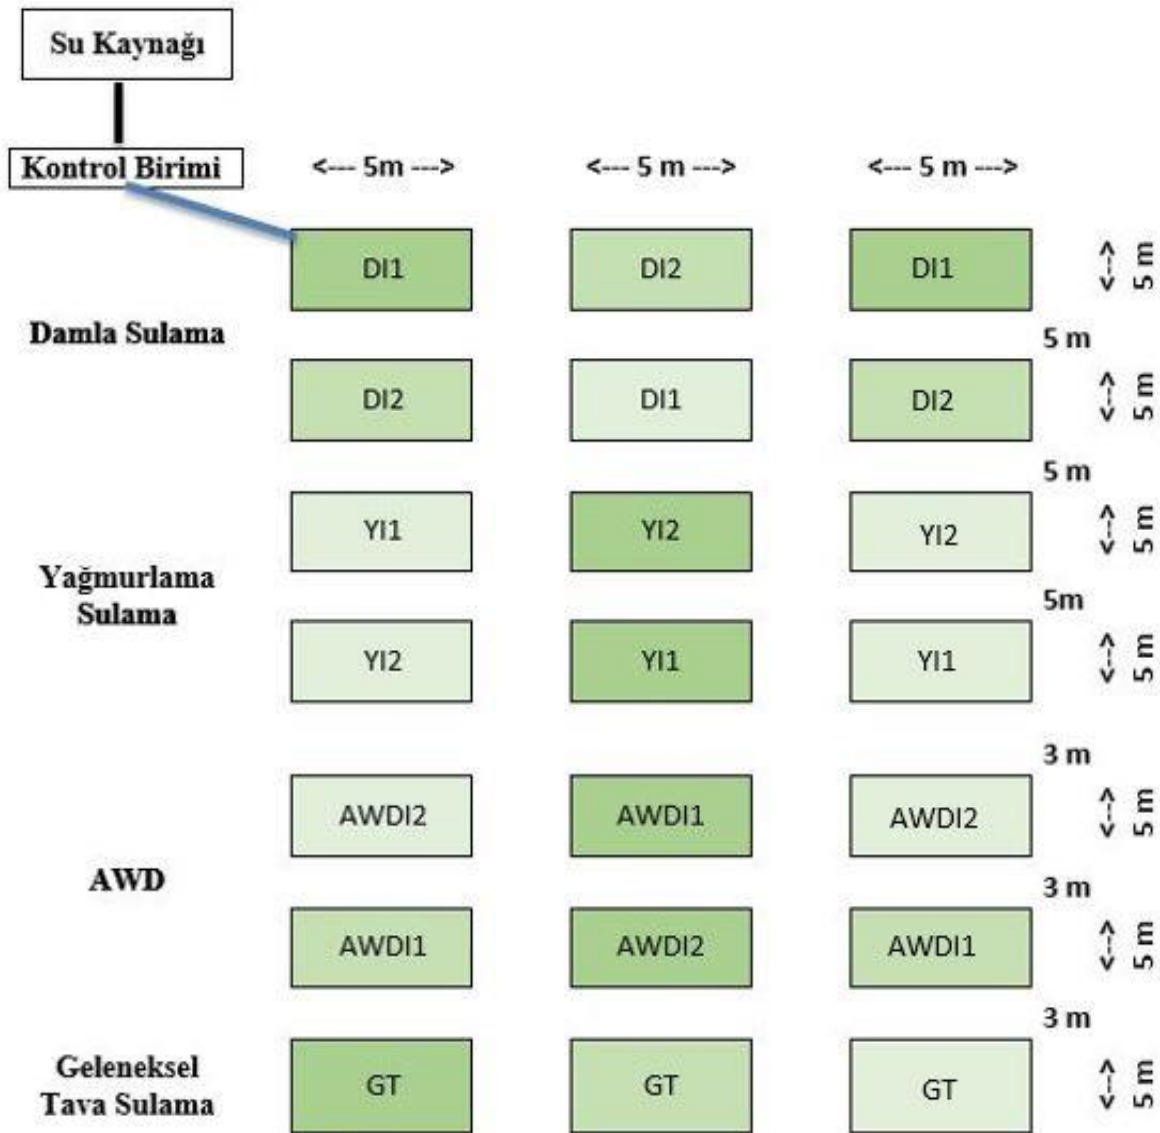 Su Kaynağı
Kontrol Birimi
<--- 5m --->
<--- 5 m --->
<--- 5 m --->
Damla Sulama
DI1
DI2
DI1
<---> 5 m
5 m
DI2
DI1
DI2
<---> 5 m
5 m
Yağmurlama
Sulama
YI1
YI2
YI2
<---> 5 m
5m
YI2
YI1
YI1
<---> 5 m
3 m
AWD
AWDI2
AWDI1
AWDI2
<---> 5 m
3 m
AWDI1
AWDI2
AWDI1
<---> 5 m
3 m
Geleneksel
Tava Sulama
GT
GT
GT
<---> 5 m